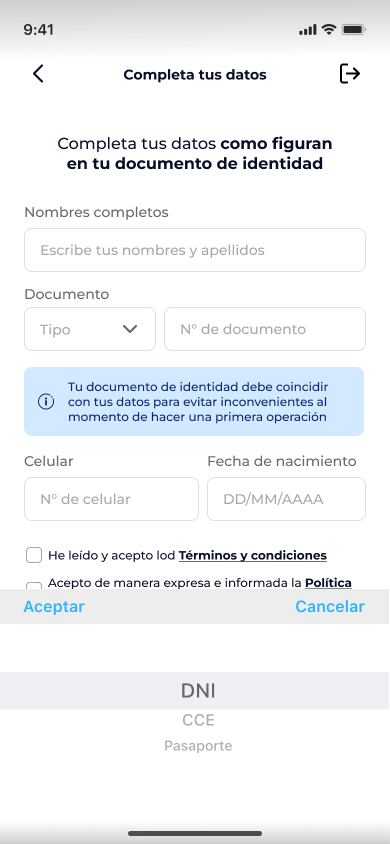 9:41
Completa tus datos
Completa tus datos como figuran
en tu documento de identidad
Nombres completos
Escribe tus nombres y apellidos
Documento
Tipo
N° de documento
Tu documento de identidad debe coincidir
con tus datos para evitar inconvenientes al
momento de hacer una primera operación
Celular
Fecha de nacimiento
N° de celular
DD/MM/AAAA
He leído y acepto lod Términos y condiciones
Acepto de manera expresa e informada la Política
Aceptar
Cancelar
DNI
CCE
Pasaporte